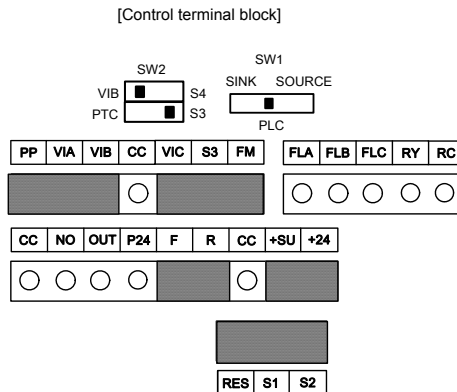 [Control terminal block]
SW2
SW1
VIB S4
SINK SOURCE
PTC S3
PLC
PP VIA VIB CC VIC S3 FM
FLA FLB FLC RY RC
CC NO OUT P24 F R CC +SU +24
RES S1 S2